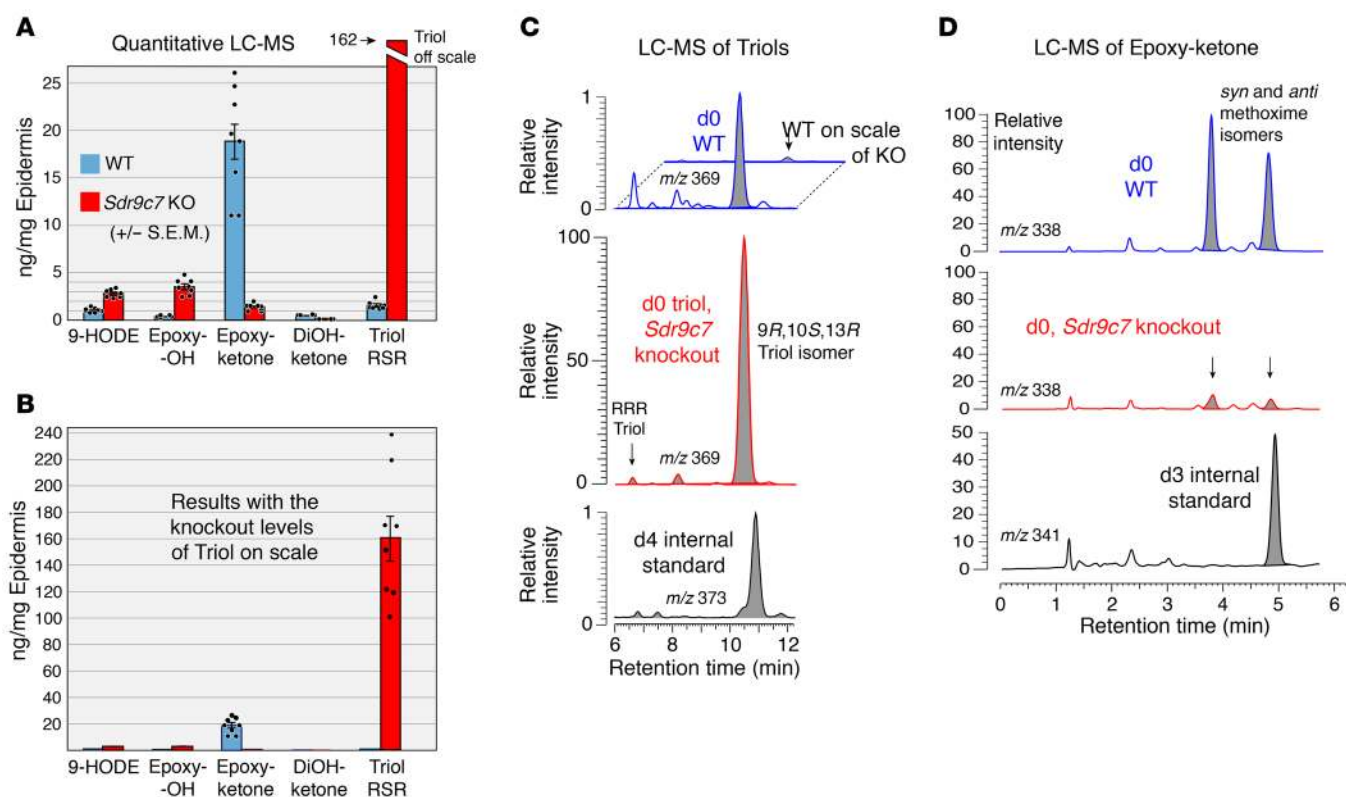 A
Quantitative LC-MS
162
Triol
off scale
ng/mg Epidermis
25
20
15
10
5
0
WT
Sdr9c7 KO
(+/– S.E.M.)
9-HODE
Epoxy-
-OH
Epoxy-
ketone
DiOH-
ketone
Triol
RSR
B
ng/mg Epidermis
240
220
200
180
160
140
120
100
80
60
40
20
Results with the
knockout levels
of Triol on scale
9-HODE
Epoxy-
-OH
Epoxy-
ketone
DiOH-
ketone
Triol
RSR
C
LC-MS of Triols
Relative
intensity
1
0
d0
WT
WT on scale
of KO
m/z 369
Relative
intensity
100
50
0
d0 triol,
Sdr9c7
knockout
9R,10S,13R
Triol isomer
RRR
Triol
m/z 369
Relative
intensity
1
0
d4 internal
standard
m/z 373
6 8 10 12
Retention time (min)
D
LC-MS of Epoxy-ketone
100
80
60
40
20
0
Relative
intensity
syn and anti
methoxime
isomers
d0
WT
m/z 338
100
80
60
40
20
0
d0, Sdr9c7 knockout
m/z 338
50
40
30
20
10
0
d3 internal
standard
m/z 341
0 1 2 3 4 5 6
Retention time (min)